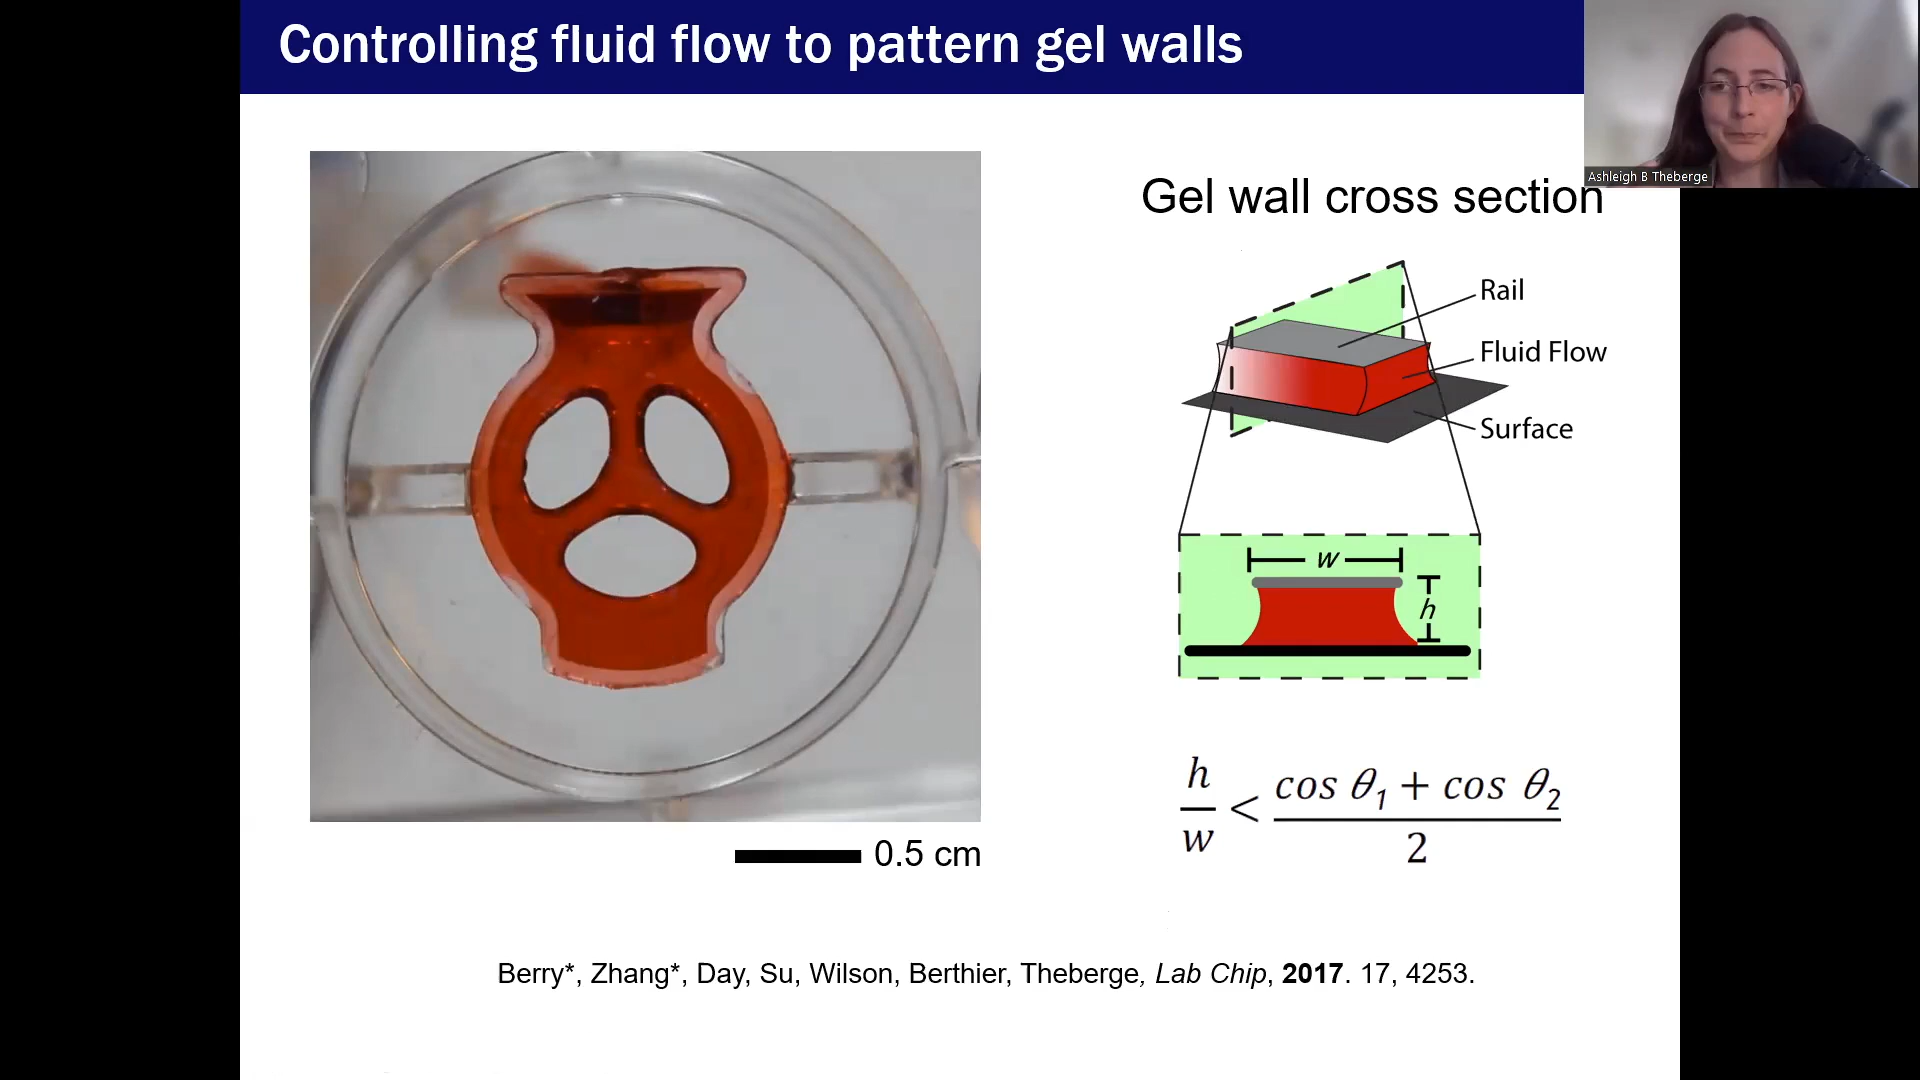 Controlling fluid flow to pattern gel walls
Ashleigh B Theberge
Gel wall cross section
Rail
Fluid Flow
Surface
w
h
h/w < (cos θ1 + cos θ2)/2
0.5 cm
Berry*, Zhang*, Day, Su, Wilson, Berthier, Theberge, Lab Chip, 2017. 17, 4253.